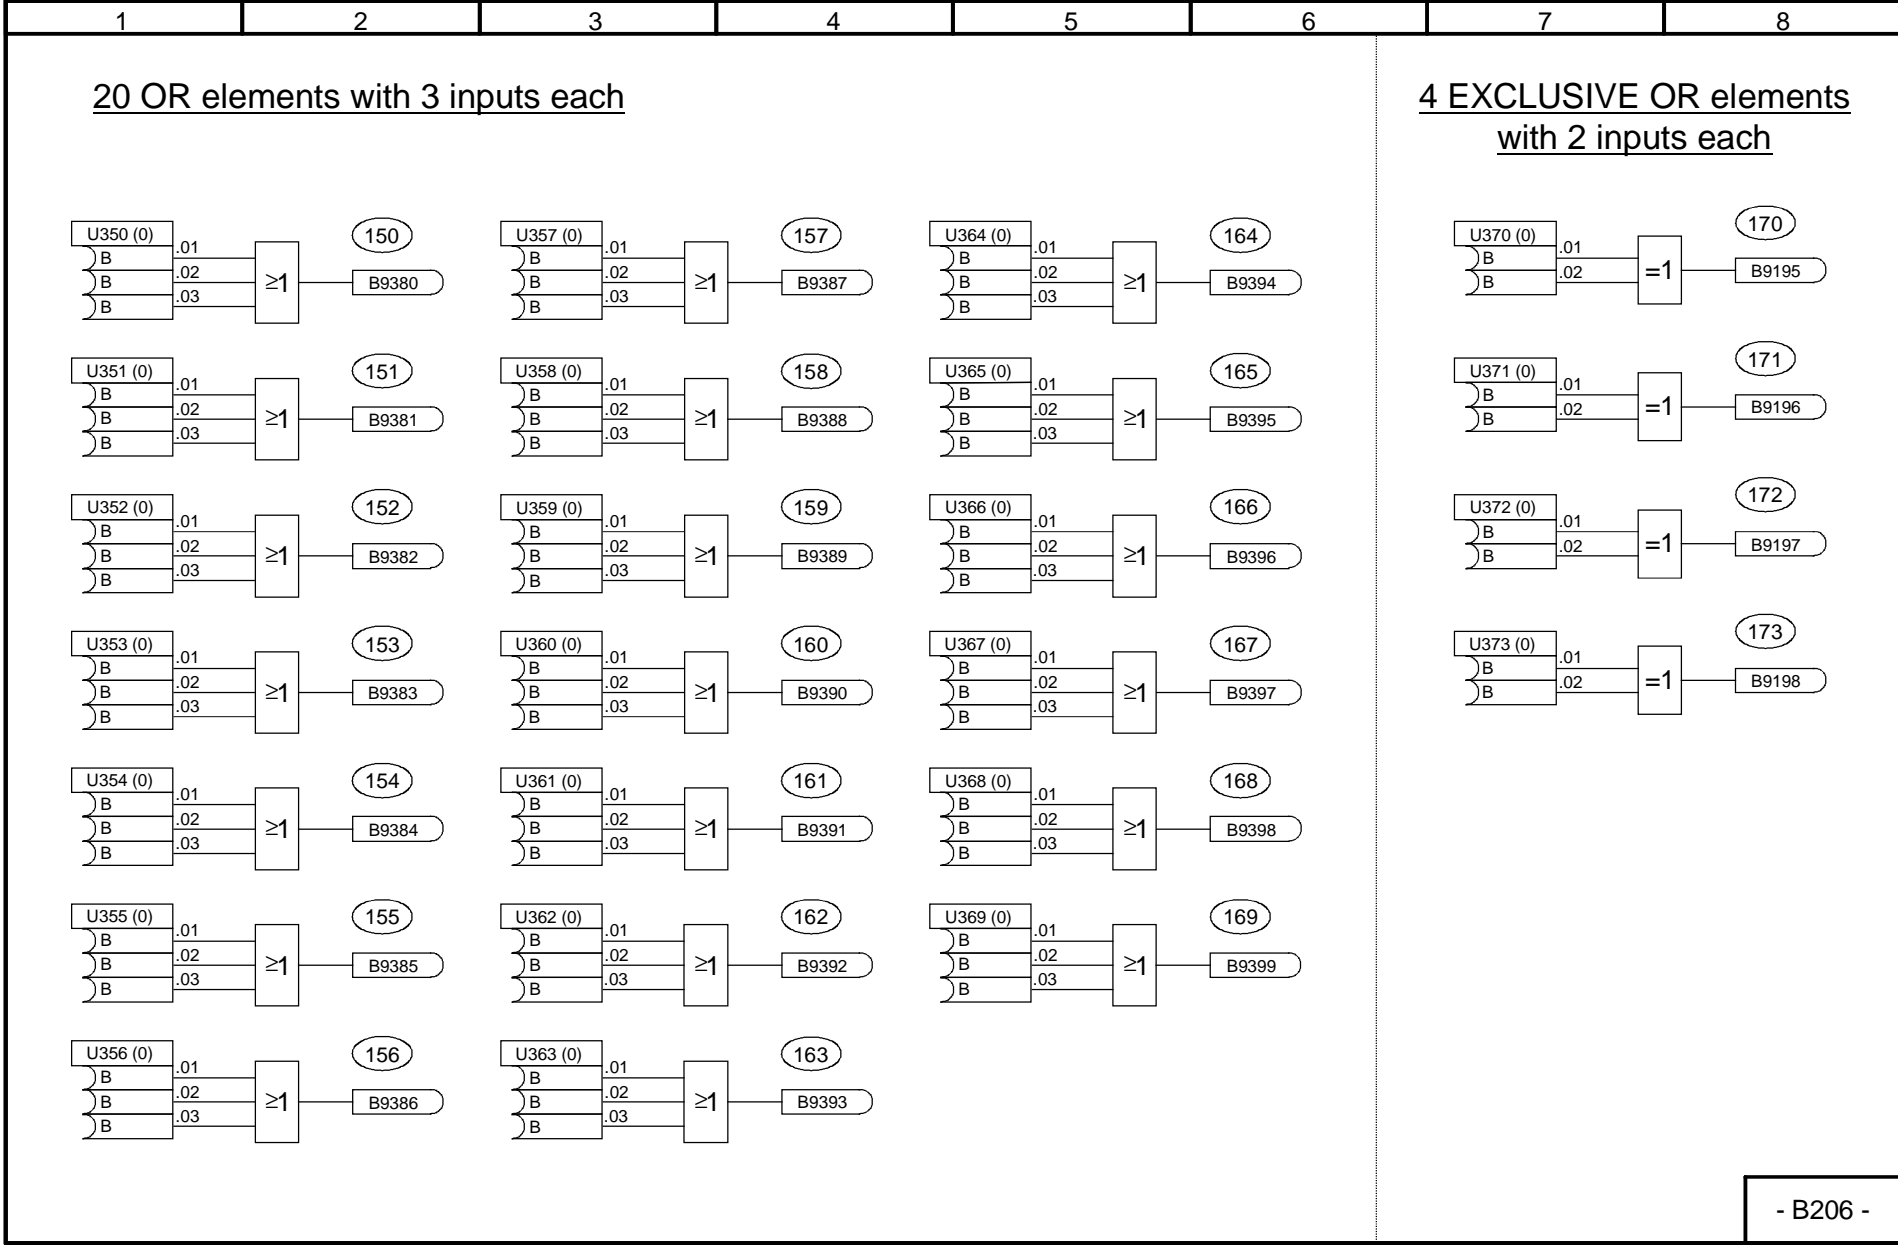 1 2 3 4 5 6 7 8
20 OR elements with 3 inputs each
4 EXCLUSIVE OR elements
with 2 inputs each
U350 (0) .01 .02 .03 B B B ≥1 150 B9380
U351 (0) .01 .02 .03 B B B ≥1 151 B9381
U352 (0) .01 .02 .03 B B B ≥1 152 B9382
U353 (0) .01 .02 .03 B B B ≥1 153 B9383
U354 (0) .01 .02 .03 B B B ≥1 154 B9384
U355 (0) .01 .02 .03 B B B ≥1 155 B9385
U356 (0) .01 .02 .03 B B B ≥1 156 B9386
U357 (0) .01 .02 .03 B B B ≥1 157 B9387
U358 (0) .01 .02 .03 B B B ≥1 158 B9388
U359 (0) .01 .02 .03 B B B ≥1 159 B9389
U360 (0) .01 .02 .03 B B B ≥1 160 B9390
U361 (0) .01 .02 .03 B B B ≥1 161 B9391
U362 (0) .01 .02 .03 B B B ≥1 162 B9392
U363 (0) .01 .02 .03 B B B ≥1 163 B9393
U364 (0) .01 .02 .03 B B B ≥1 164 B9394
U365 (0) .01 .02 .03 B B B ≥1 165 B9395
U366 (0) .01 .02 .03 B B B ≥1 166 B9396
U367 (0) .01 .02 .03 B B B ≥1 167 B9397
U368 (0) .01 .02 .03 B B B ≥1 168 B9398
U369 (0) .01 .02 .03 B B B ≥1 169 B9399
U370 (0) .01 .02 B B =1 170 B9195
U371 (0) .01 .02 B B =1 171 B9196
U372 (0) .01 .02 B B =1 172 B9197
U373 (0) .01 .02 B B =1 173 B9198
- B206 -